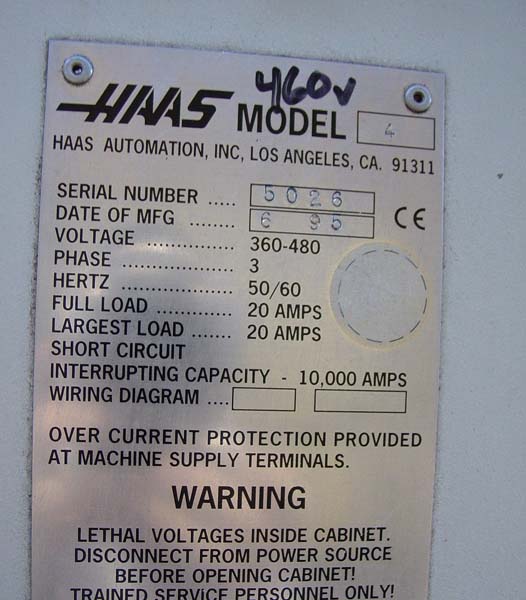 460v
HAAS MODEL 4
HAAS AUTOMATION, INC, LOS ANGELES, CA. 91311
SERIAL NUMBER ..... 5026
DATE OF MFG ....... 6 95 CE
VOLTAGE .............. 360-480
PHASE .................. 3
HERTZ .................. 50/60
FULL LOAD ........... 20 AMPS
LARGEST LOAD ....... 20 AMPS
SHORT CIRCUIT
INTERRUPTING CAPACITY - 10,000 AMPS
WIRING DIAGRAM ....
OVER CURRENT PROTECTION PROVIDED
AT MACHINE SUPPLY TERMINALS.
WARNING
LETHAL VOLTAGES INSIDE CABINET.
DISCONNECT FROM POWER SOURCE
BEFORE OPENING CABINET!
TRAINED SERVICE PERSONNEL ONLY!